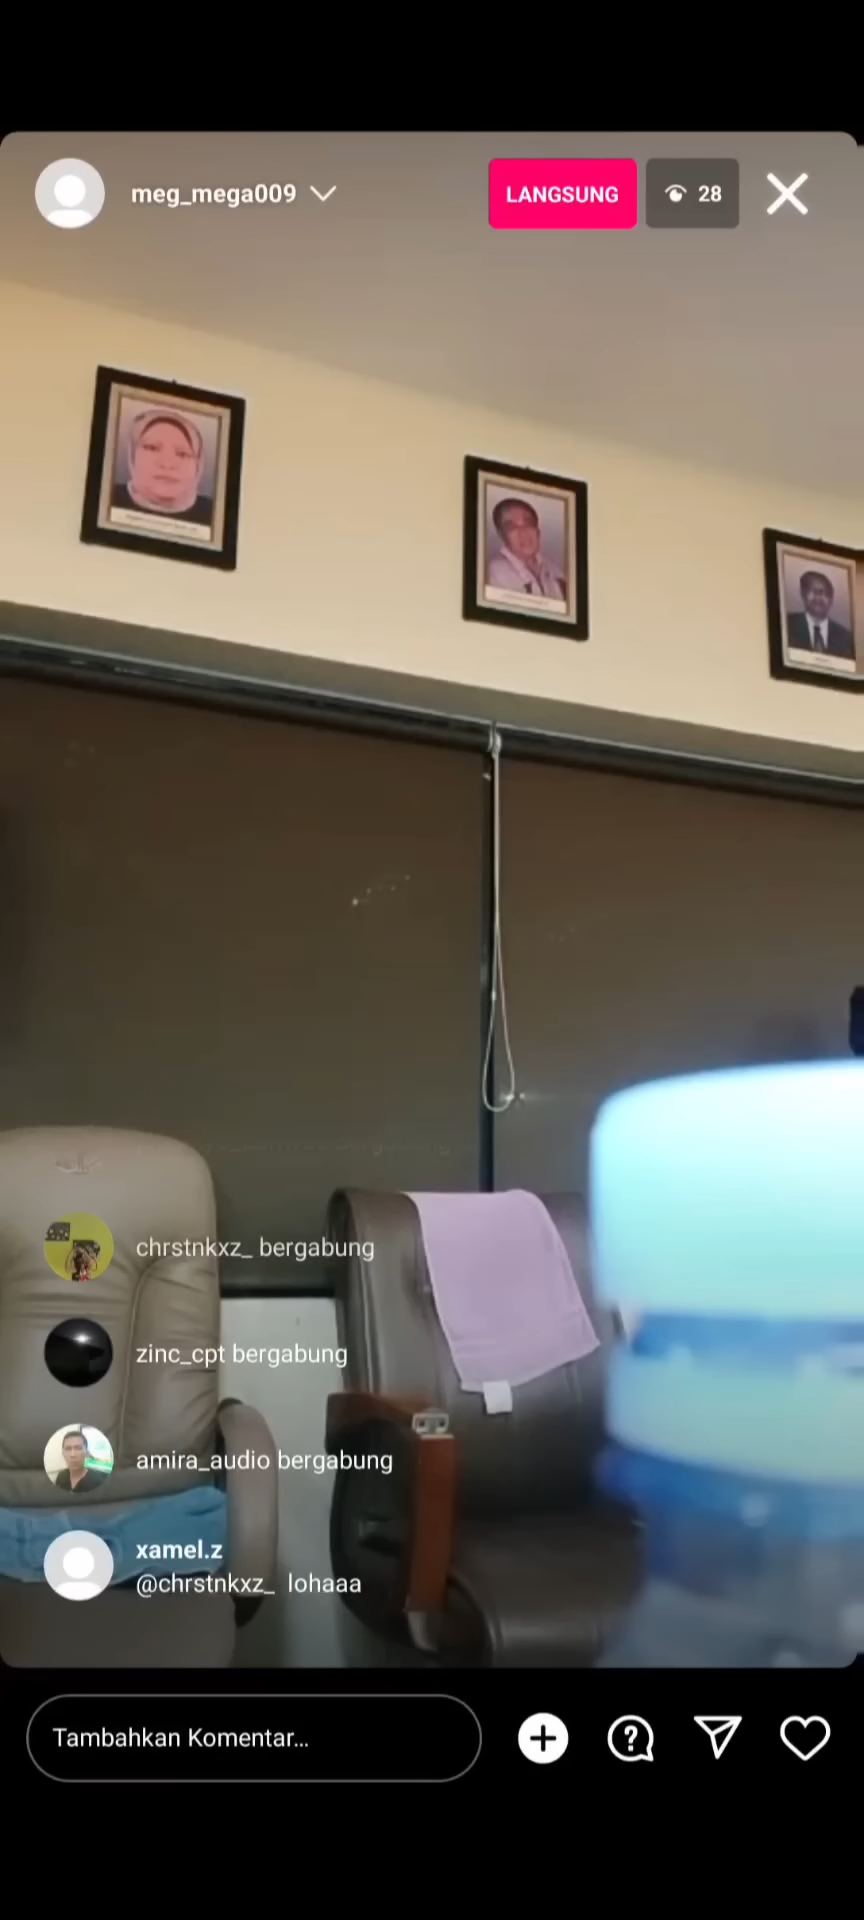 meg_mega009
LANGSUNG
28
chrstnkxz_ bergabung
zinc_cpt bergabung
amira_audio bergabung
xamel.z
@chrstnkxz_ lohaaa
Tambahkan Komentar...